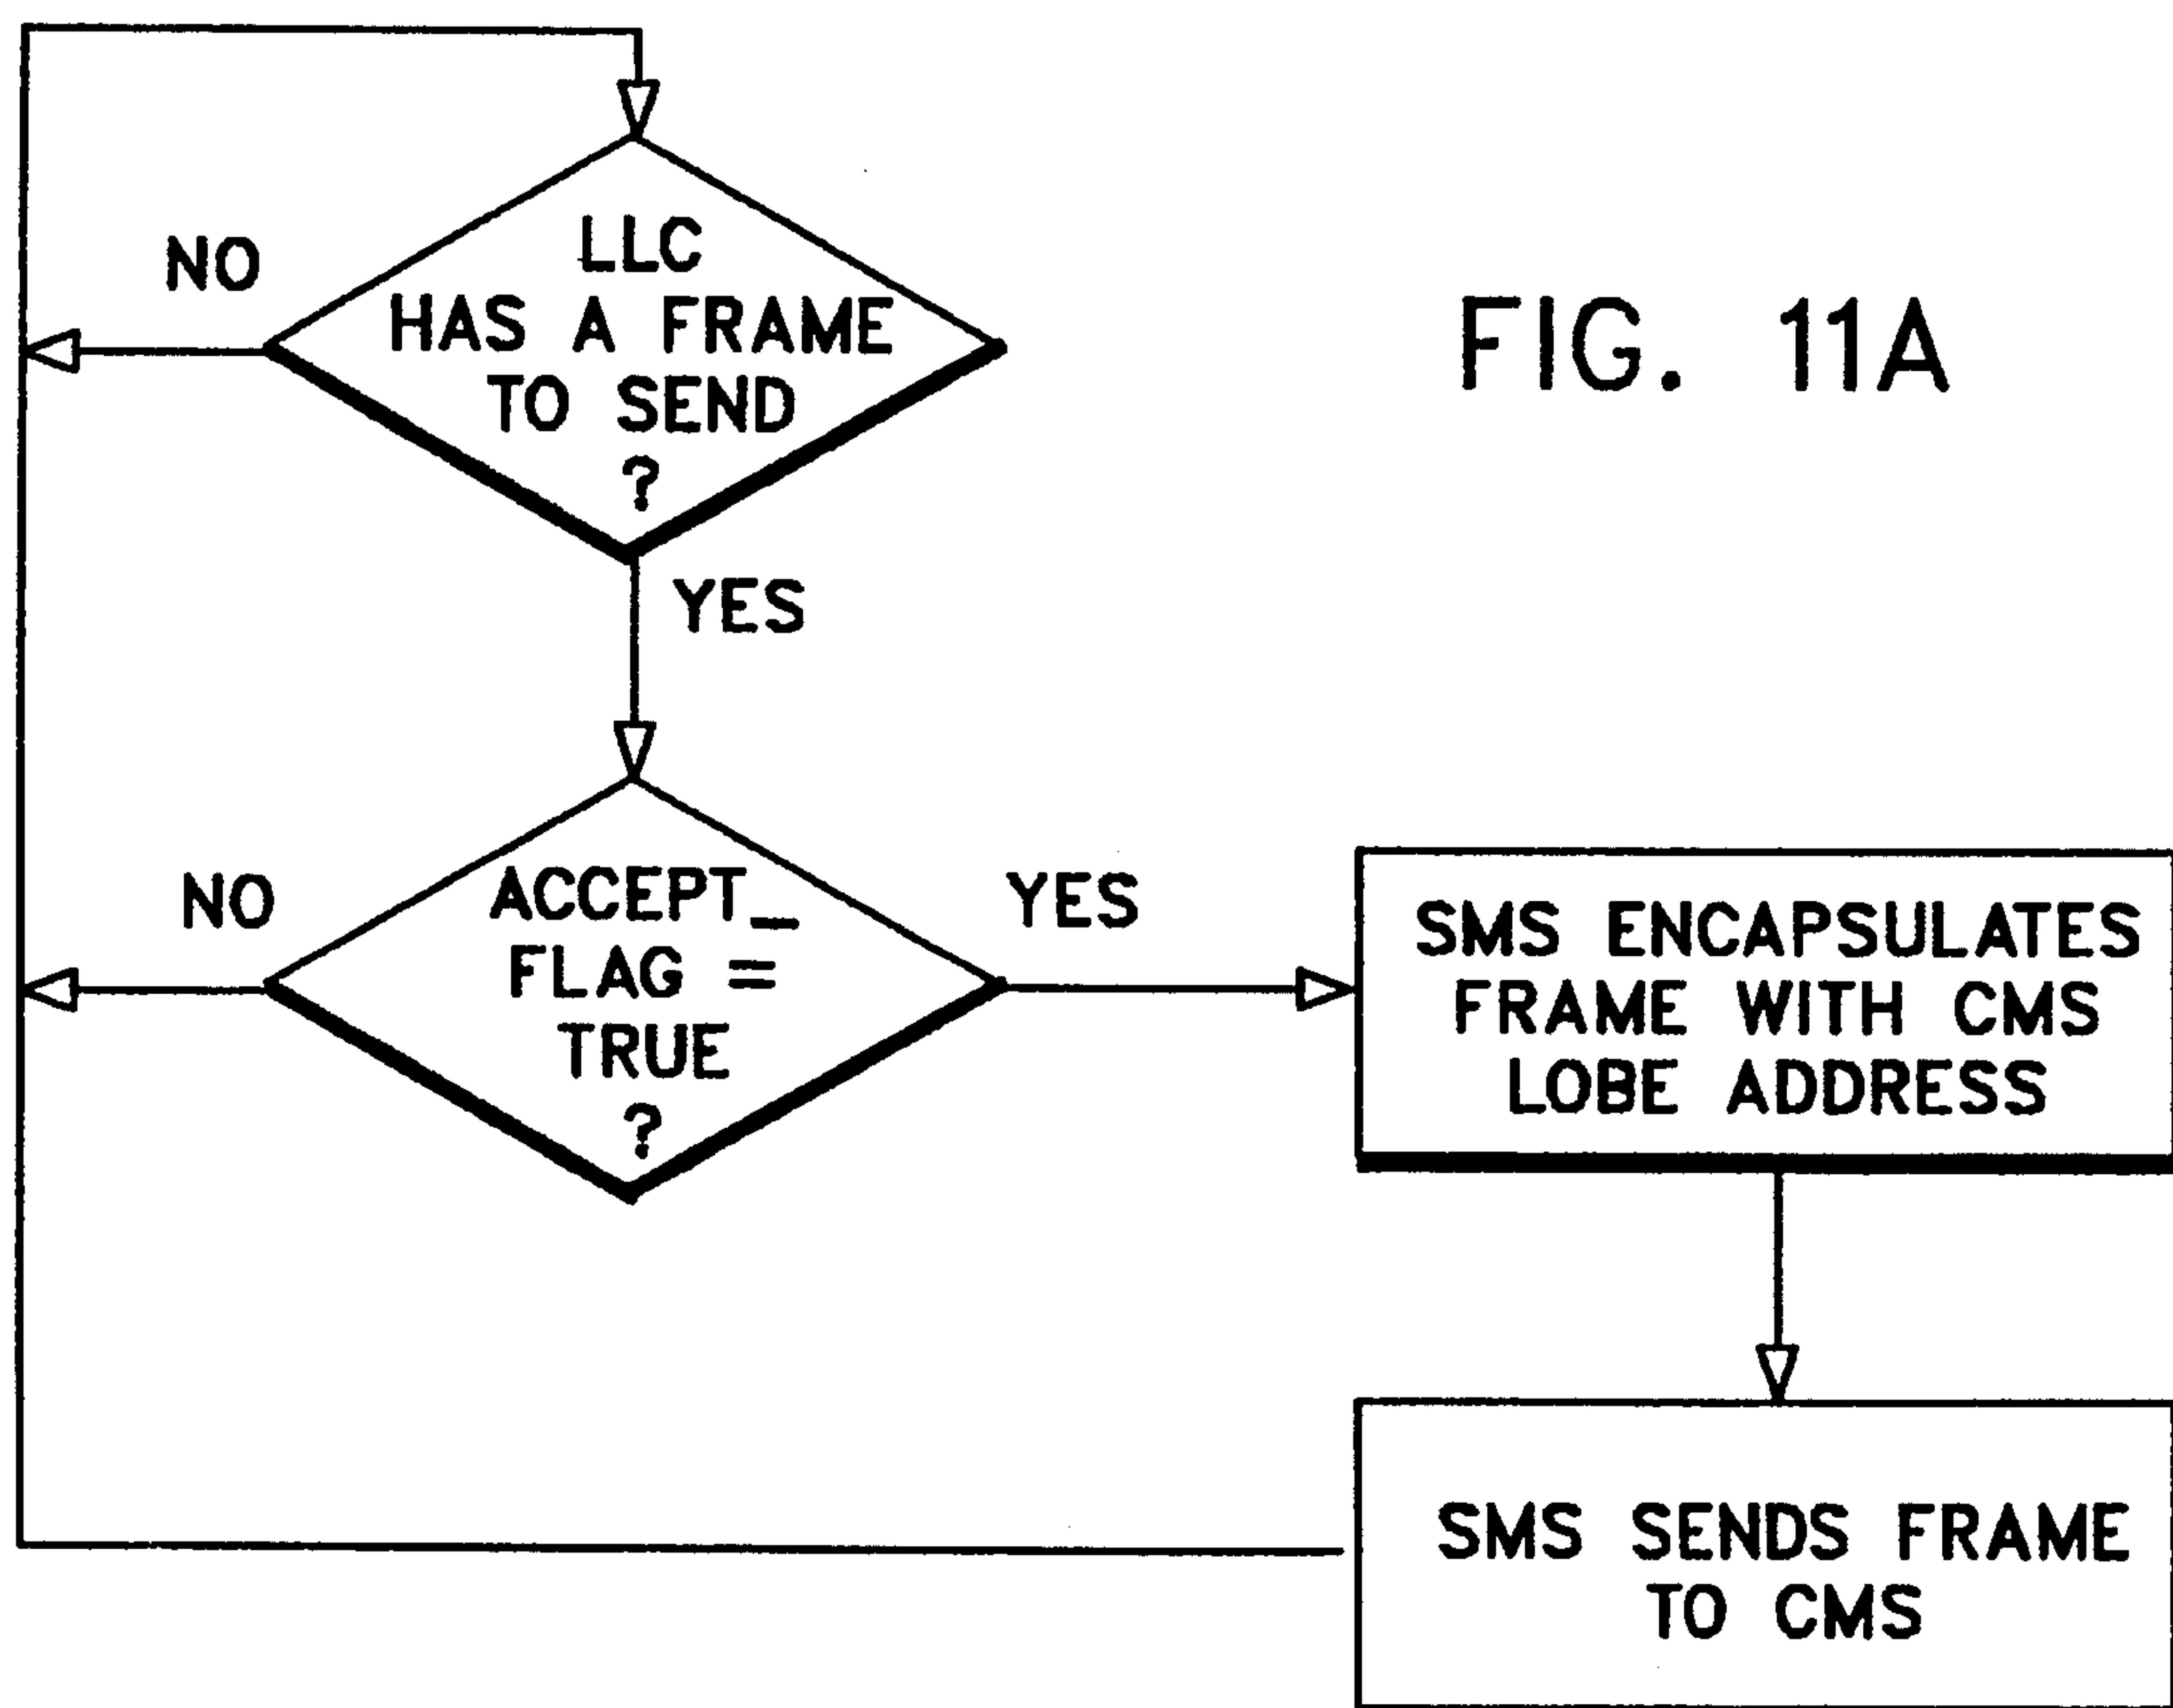 LLC
HAS A FRAME
TO SEND
?
NO
FIG. 11A
YES
ACCEPT_
FLAG =
TRUE
?
NO
YES
SMS ENCAPSULATES
FRAME WITH CMS
LOBE ADDRESS
SMS SENDS FRAME
TO CMS